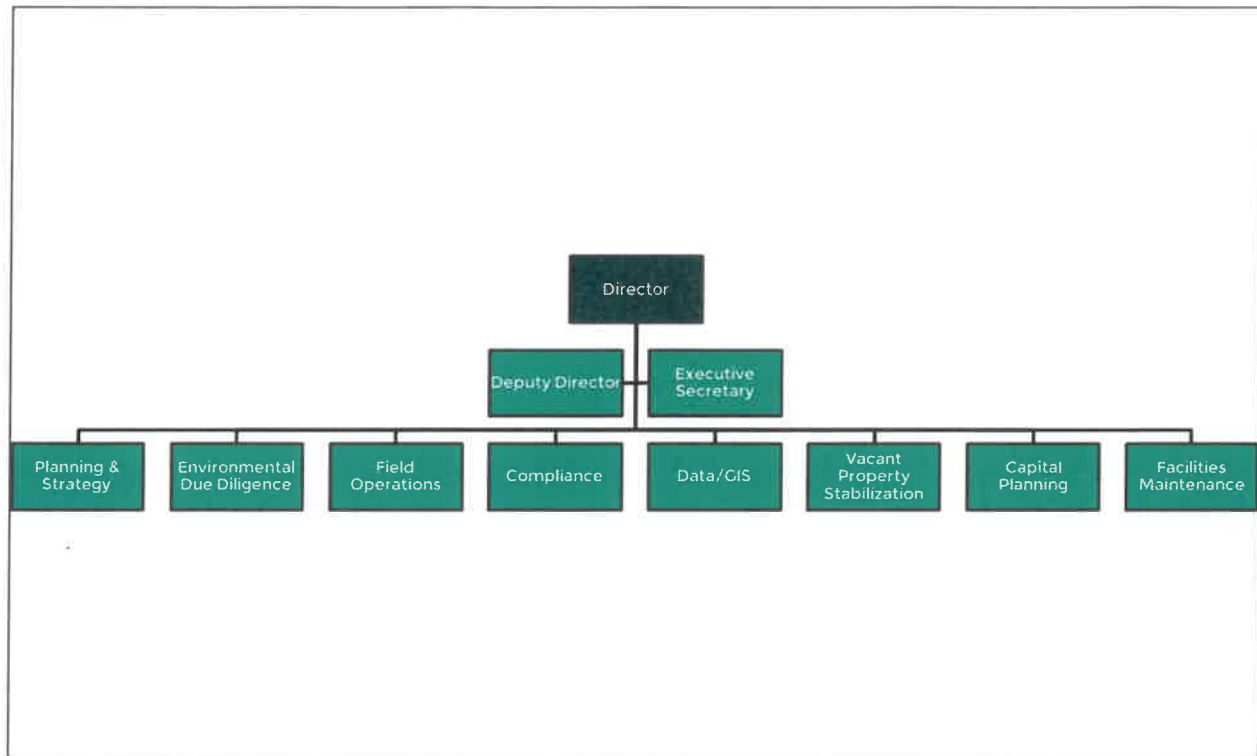 Director
Deputy Director
Executive
Secretary
Planning &
Strategy
Environmental
Due Diligence
Field
Operations
Compliance
Data/GIS
Vacant
Property
Stabilization
Capital
Planning
Facilities
Maintenance